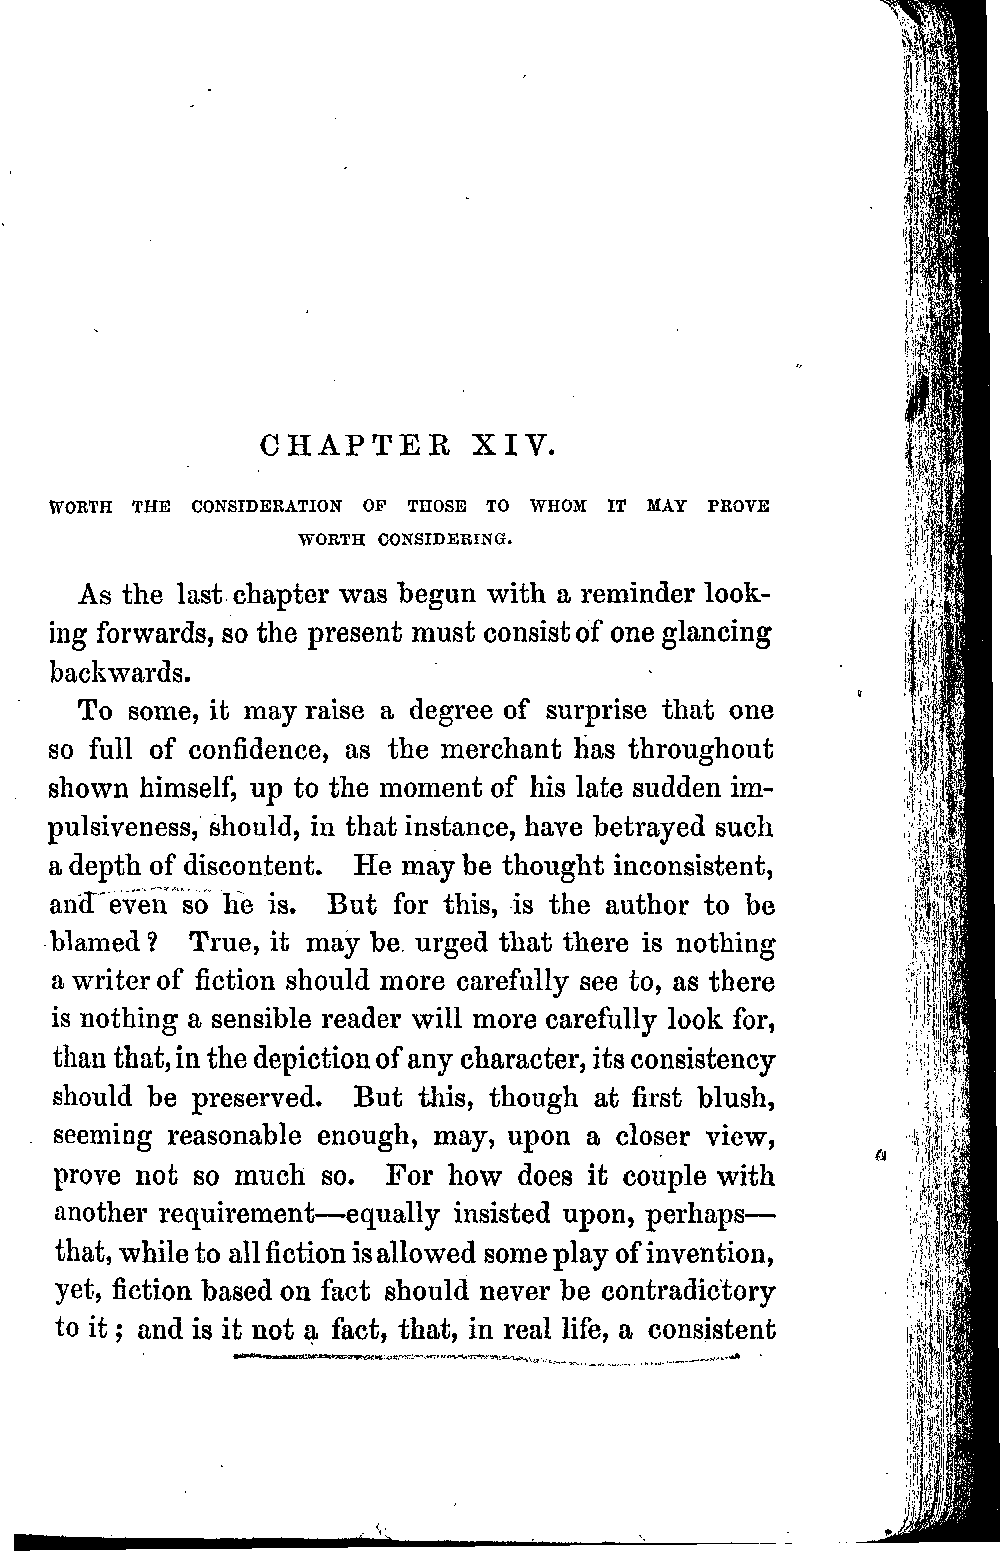 CHAPTER XIV.
WORTH THE CONSIDERATION OF THOSE TO WHOM IT MAY PROVE
WORTH CONSIDERING.
As the last chapter was begun with a reminder look-
ing forwards, so the present must consist of one glancing
backwards.
To some, it may raise a degree of surprise that one
so full of confidence, as the merchant has throughout
shown himself, up to the moment of his late sudden im-
pulsiveness, should, in that instance, have betrayed such
a depth of discontent. He may be thought inconsistent,
and even so he is. But for this, is the author to be
blamed? True, it may be urged that there is nothing
a writer of fiction should more carefully see to, as there
is nothing a sensible reader will more carefully look for,
than that, in the depiction of any character, its consistency
should be preserved. But this, though at first blush,
seeming reasonable enough, may, upon a closer view,
prove not so much so. For how does it couple with
another requirement—equally insisted upon, perhaps—
that, while to all fiction is allowed some play of invention,
yet, fiction based on fact should never be contradictory
to it; and is it not a fact, that, in real life, a consistent